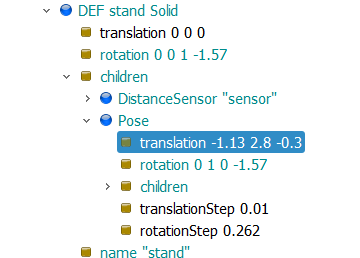 DEF stand Solid
translation 0 0 0
rotation 0 0 1 -1.57
children
DistanceSensor "sensor"
Pose
translation -1.13 2.8 -0.3
rotation 0 1 0 -1.57
children
translationStep 0.01
rotationStep 0.262
name "stand"